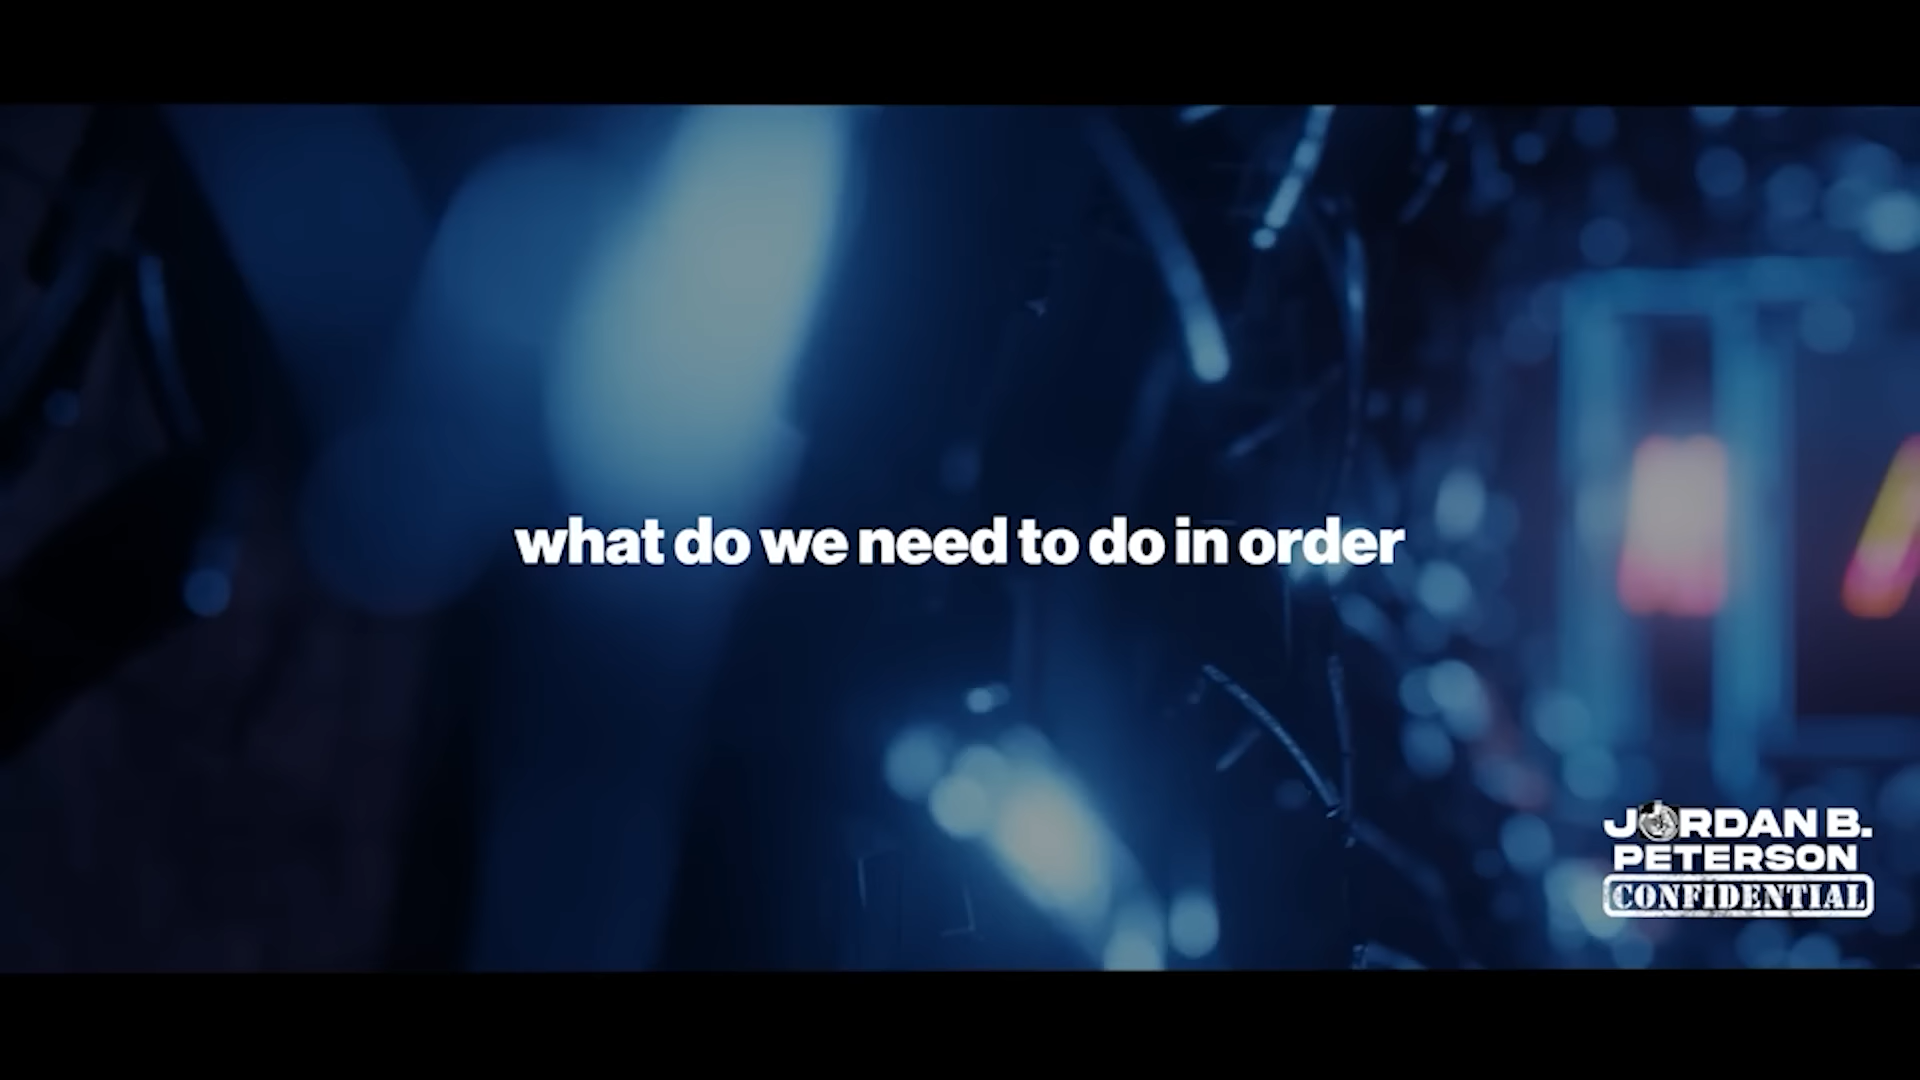 what do we need to do in order
JORDAN B.
PETERSON
CONFIDENTIAL